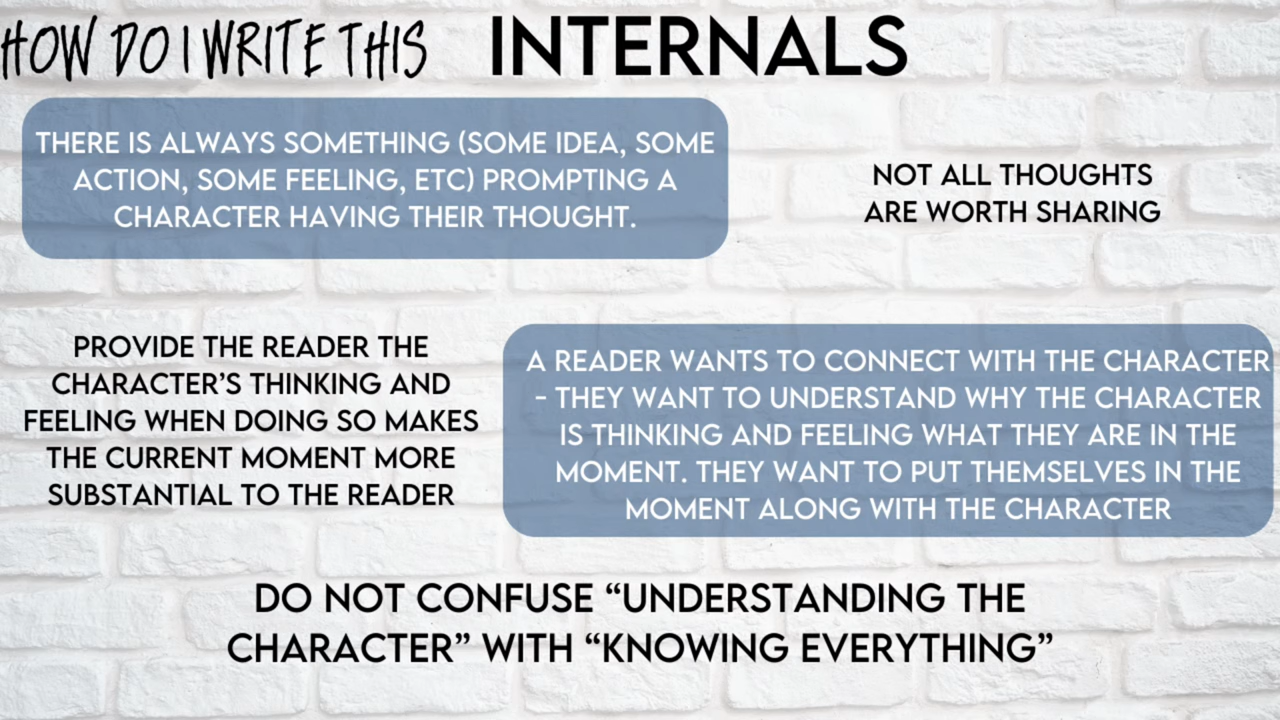 HOW DO I WRITE THIS INTERNALS
THERE IS ALWAYS SOMETHING (SOME IDEA, SOME
ACTION, SOME FEELING, ETC) PROMPTING A
CHARACTER HAVING THEIR THOUGHT.
NOT ALL THOUGHTS
ARE WORTH SHARING
PROVIDE THE READER THE
CHARACTER'S THINKING AND
FEELING WHEN DOING SO MAKES
THE CURRENT MOMENT MORE
SUBSTANTIAL TO THE READER
A READER WANTS TO CONNECT WITH THE CHARACTER
- THEY WANT TO UNDERSTAND WHY THE CHARACTER
IS THINKING AND FEELING WHAT THEY ARE IN THE
MOMENT. THEY WANT TO PUT THEMSELVES IN THE
MOMENT ALONG WITH THE CHARACTER
DO NOT CONFUSE “UNDERSTANDING THE
CHARACTER” WITH “KNOWING EVERYTHING”